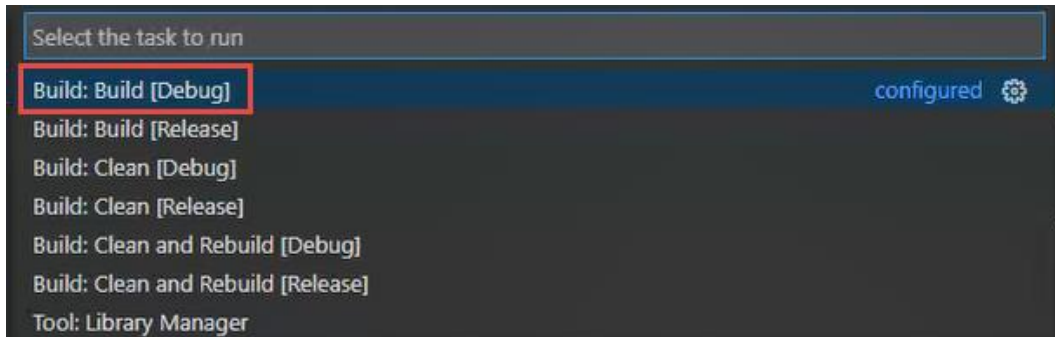 Select the task to run
Build: Build [Debug] configured
Build: Build [Release]
Build: Clean [Debug]
Build: Clean [Release]
Build: Clean and Rebuild [Debug]
Build: Clean and Rebuild [Release]
Tool: Library Manager